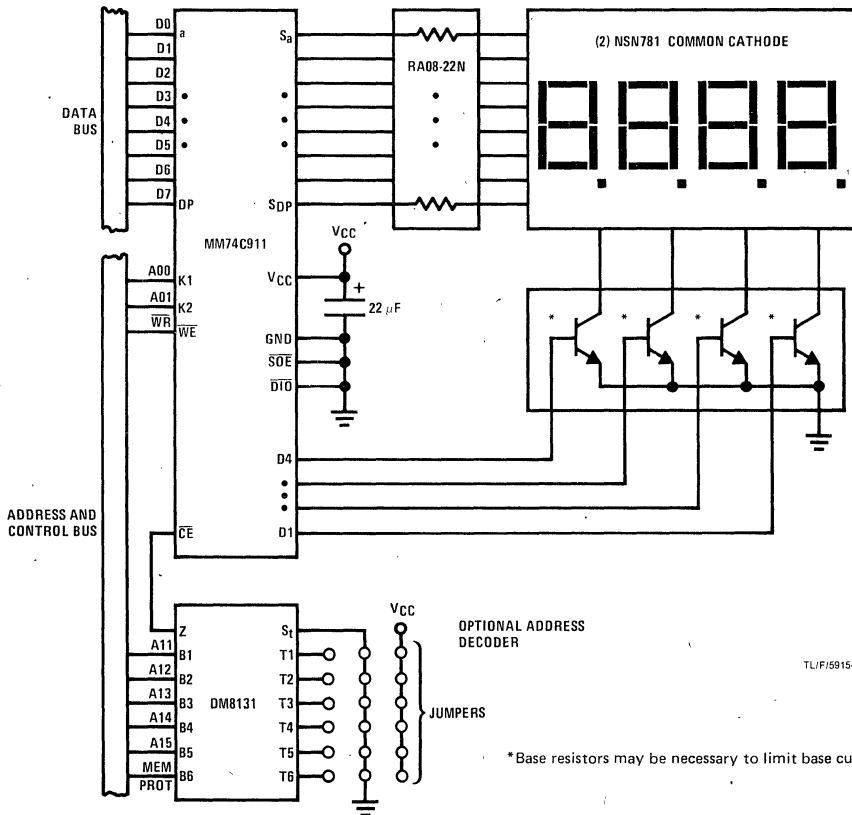 DATA BUS
D0
D1
D2
D3
D4
D5
D6
D7
a
DP
Sa
SDP
MM74C911
RA08-22N
(2) NSN781 COMMON CATHODE
A00
A01
WR
K1
K2
WE
VCC
VCC
+
22 μF
GND
SOE
DIO
* * * *
D4
D1
ADDRESS AND CONTROL BUS
CE
Z
St
A11
A12
A13
A14
A15
MEM PROT
B1
B2
B3
B4
B5
B6
DM8131
T1
T2
T3
T4
T5
T6
VCC
JUMPERS
OPTIONAL ADDRESS DECODER
TL/F/5915-
*Base resistors may be necessary to limit base cu